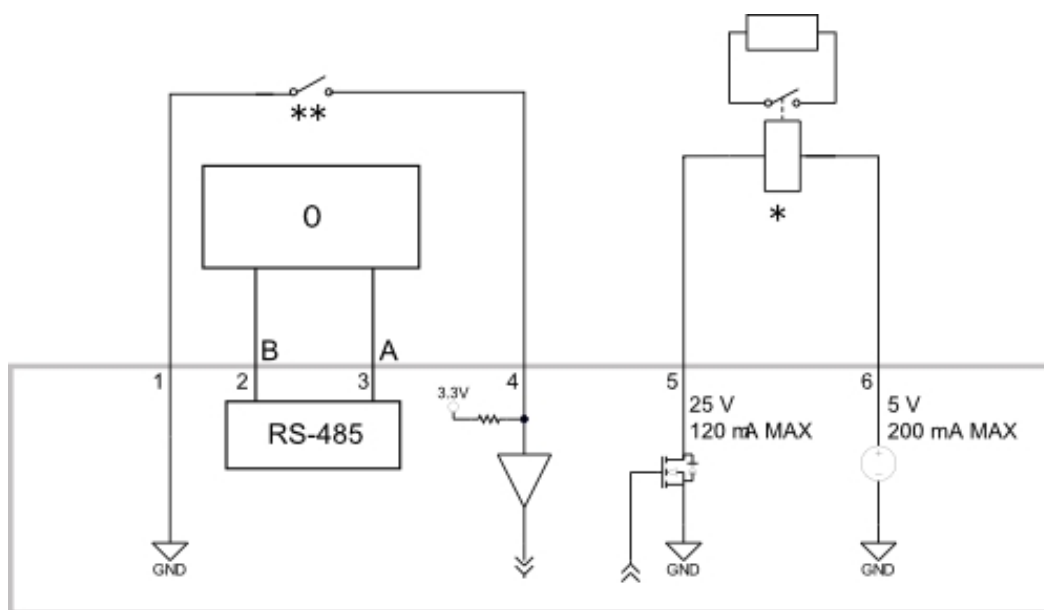 **
*
0
B
A
1
2
3
4
5
6
3.3V
25 V
120 mA MAX
5 V
200 mA MAX
RS-485
GND
GND
GND